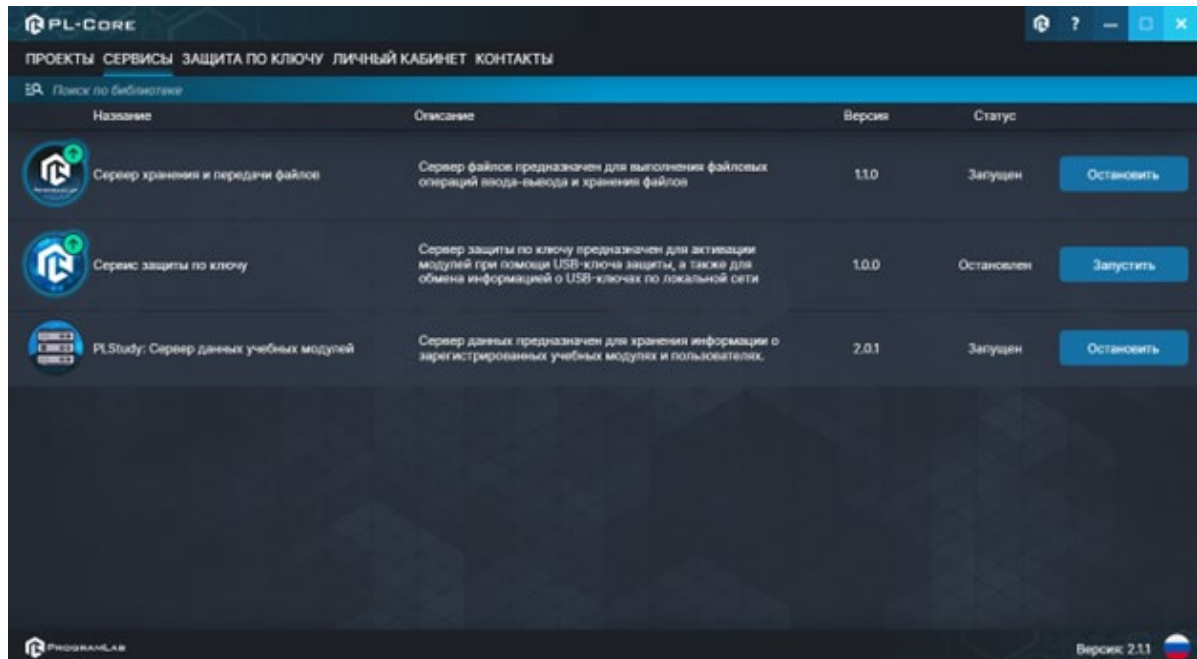 PL-CORE
?
ПРОЕКТЫ СЕРВИСЫ ЗАЩИТА ПО КЛЮЧУ ЛИЧНЫЙ КАБИНЕТ КОНТАКТЫ
Поиск по библиотеке
Название Описание Версия Статус
Сервер хранения и передачи файлов
Сервер файлов предназначен для выполнения файловых
операций ввода-вывода и хранения файлов
1.1.0 Запущен Остановить
Сервис защиты по ключу
Сервер защиты по ключу предназначен для активации
модулей при помощи USB-ключа защиты, а также для
обмена информацией о USB-ключах по локальной сети
1.0.0 Остановлен Запустить
PLStudy: Сервер данных учебных модулей
Сервер данных предназначен для хранения информации о
зарегистрированных учебных модулях и пользователях.
2.0.1 Запущен Остановить
PROGRAMLAB
Версия: 2.1.1